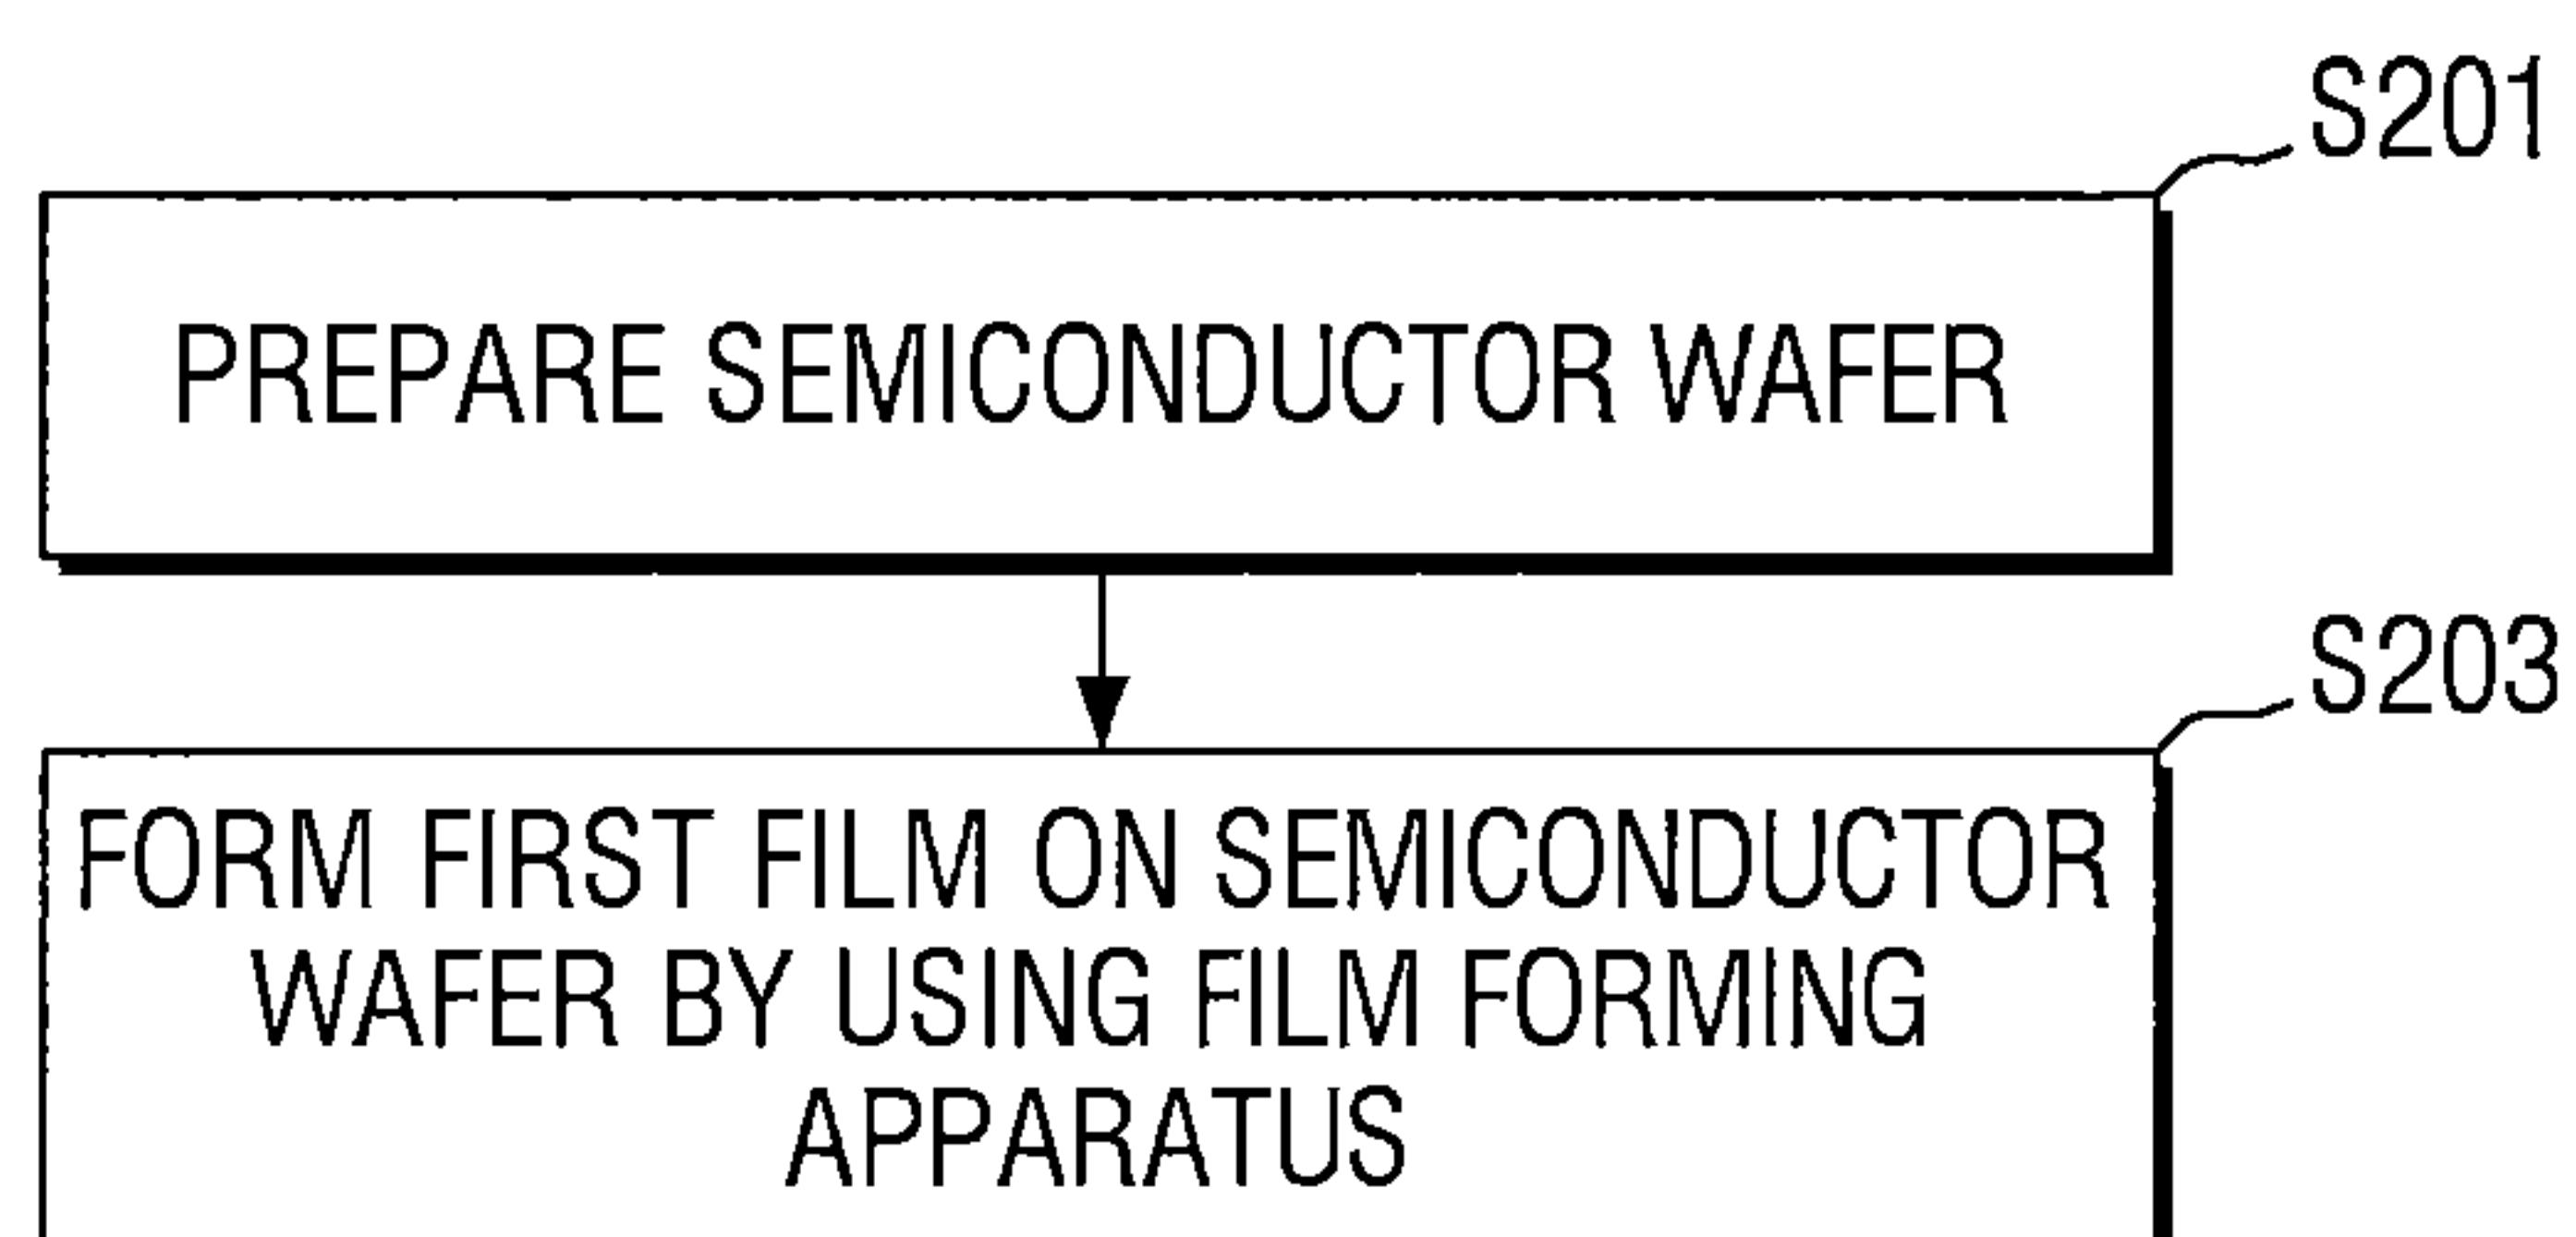 S201
PREPARE SEMICONDUCTOR WAFER
S203
FORM FIRST FILM ON SEMICONDUCTOR
WAFER BY USING FILM FORMING
APPARATUS